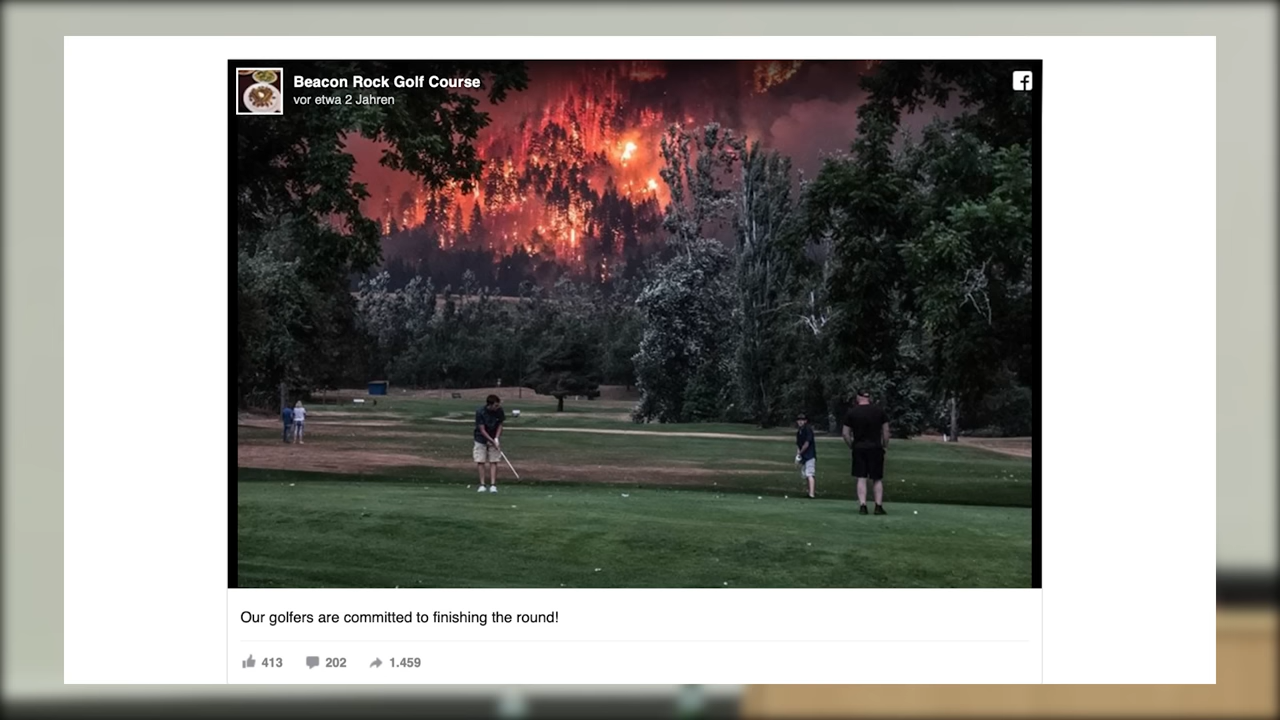 Beacon Rock Golf Course
vor etwa 2 Jahren
Our golfers are committed to finishing the round!
413 202 1.459